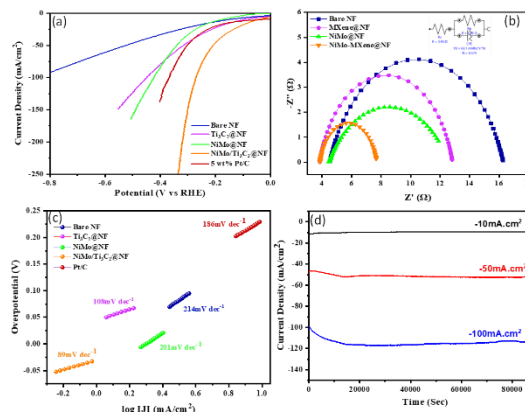 (a)
Current Density (mA/cm²)
0
-50
-100
-150
-200
-250
-0.8
-0.6
-0.4
-0.2
0.0
Potential (V vs RHE)
Bare NF
Ti₃C₂@NF
NiMo@NF
NiMo/Ti₃C₂@NF
5 wt% Pt/C
(b)
-Z'' (Ω)
5
4
3
2
1
0
4
6
8
10
12
14
16
Z' (Ω)
Bare NF
MXene@NF
NiMo@NF
NiMo-MXene@NF
(c)
Overpotential (V)
0.25
0.20
0.15
0.10
0.05
0.00
-0.05
-0.2
0.0
0.2
0.4
0.6
0.8
1.0
log IJI (mA/cm²)
Bare NF
Ti₃C₂@NF
NiMo@NF
NiMo/Ti₃C₂@NF
Pt/C
186mV dec⁻¹
108mV dec⁻¹
214mV dec⁻¹
201mV dec⁻¹
89mV dec⁻¹
(d)
Current Density (mA/cm²)
0
-20
-40
-60
-80
-100
-120
-140
0
20000
40000
60000
80000
Time (Sec)
-10mA.cm²
-50mA.cm²
-100mA.cm²